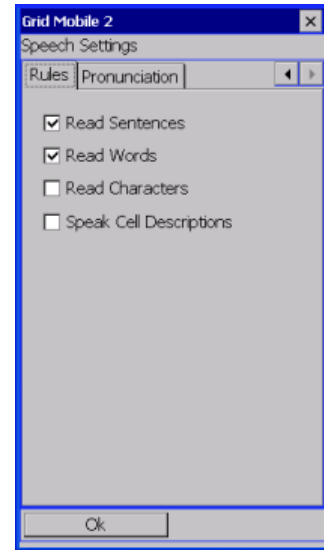 Grid Mobile 2
Speech Settings
Rules Pronunciation
Read Sentences
Read Words
Read Characters
Speak Cell Descriptions
Ok